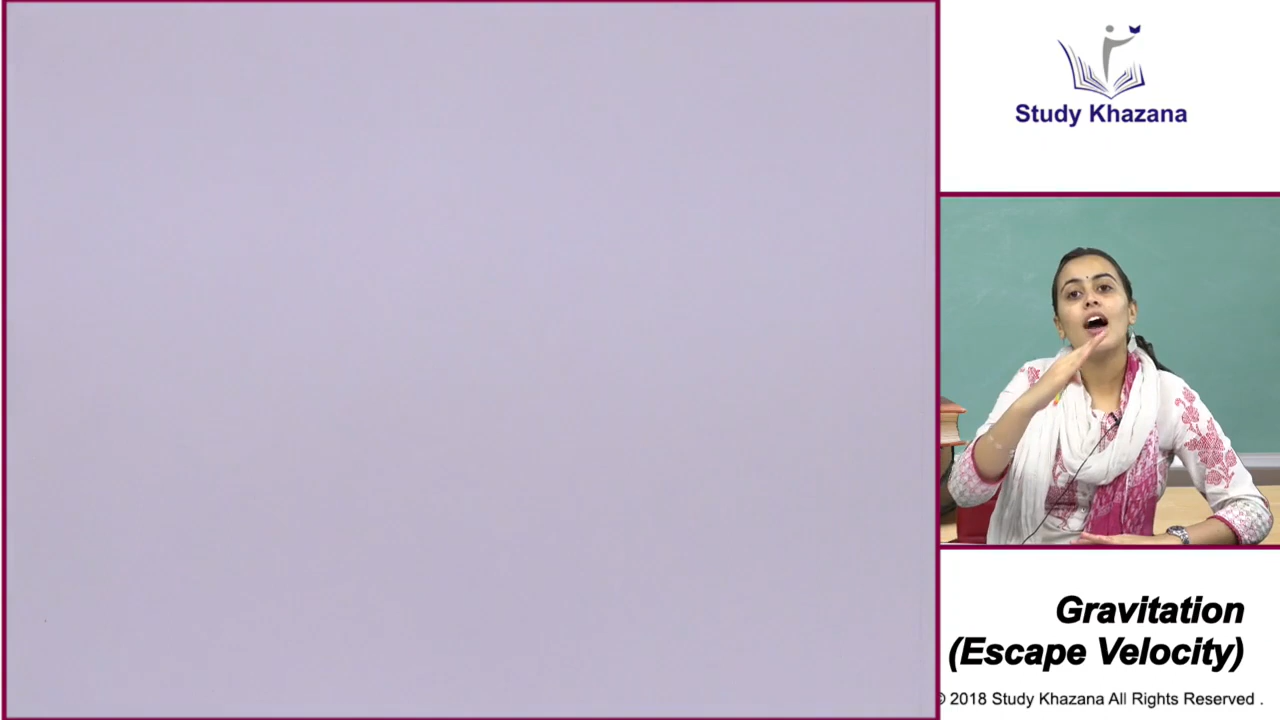 Study Khazana
Gravitation
(Escape Velocity)
© 2018 Study Khazana All Rights Reserved .